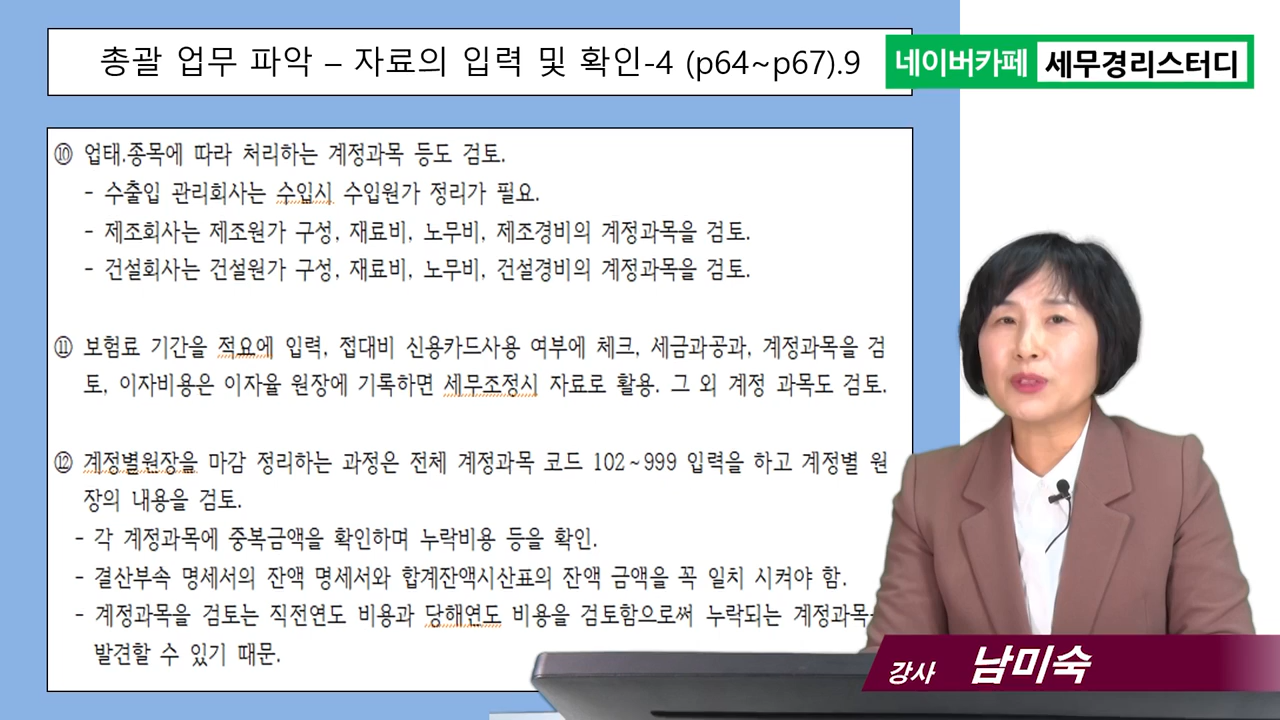 총괄 업무 파악 – 자료의 입력 및 확인-4 (p64~p67).9
네이버카페 세무경리스터디
⑩ 업태.종목에 따라 처리하는 계정과목 등도 검토.
- 수출입 관리회사는 수입시 수입원가 정리가 필요.
- 제조회사는 제조원가 구성, 재료비, 노무비, 제조경비의 계정과목을 검토.
- 건설회사는 건설원가 구성, 재료비, 노무비, 건설경비의 계정과목을 검토.
⑪ 보험료 기간을 적요에 입력, 접대비 신용카드사용 여부에 체크, 세금과공과, 계정과목을 검
토, 이자비용은 이자율 원장에 기록하면 세무조정시 자료로 활용. 그 외 계정 과목도 검토.
⑫ 계정별원장을 마감 정리하는 과정은 전체 계정과목 코드 102~999 입력을 하고 계정별 원
장의 내용을 검토.
- 각 계정과목에 중복금액을 확인하며 누락비용 등을 확인.
- 결산부속 명세서의 잔액 명세서와 합계잔액시산표의 잔액 금액을 꼭 일치 시켜야 함.
- 계정과목을 검토는 직전연도 비용과 당해연도 비용을 검토함으로써 누락되는 계정과목
발견할 수 있기 때문.
강사 남미숙